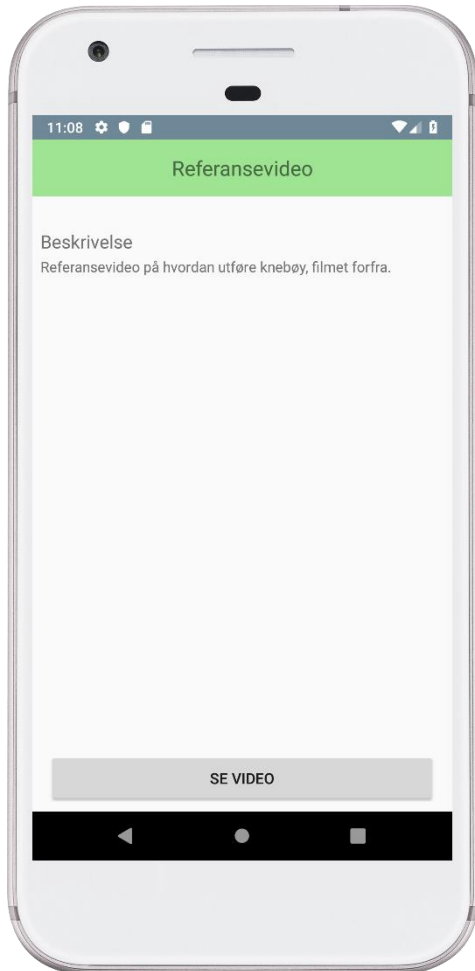 11:08
Referansevideo
Beskrivelse
Referansevideo på hvordan utføre knebøy, filmet forfra.
SE VIDEO